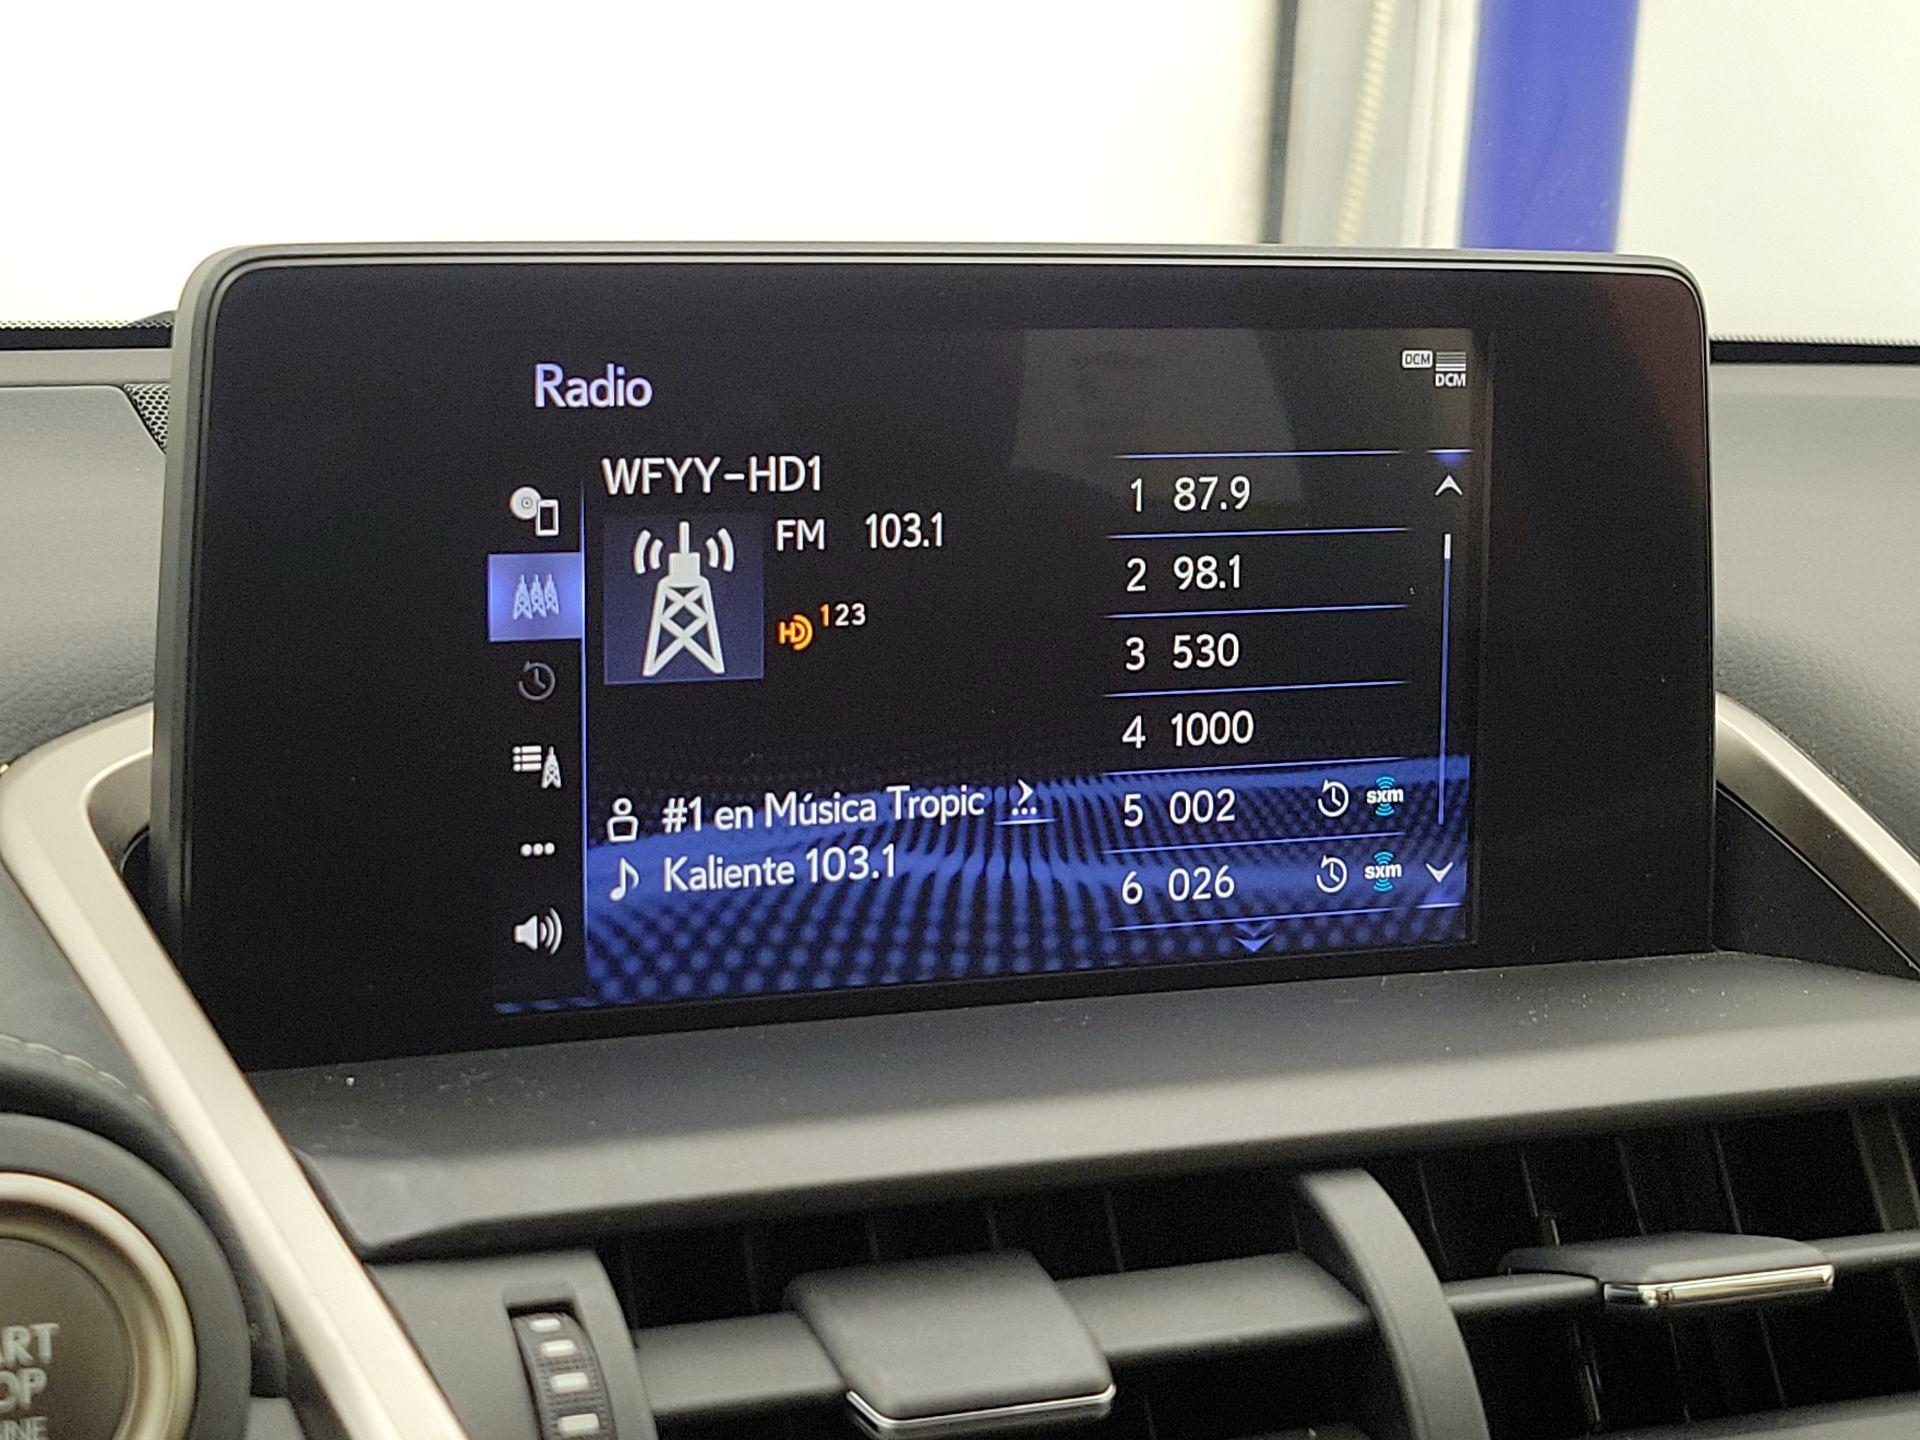 Radio
DCM
DCM
WFYY-HD1
FM 103.1
HD 123
#1 en Música Tropic ...
Kaliente 103.1
1 87.9
2 98.1
3 530
4 1000
5 002 sxm
6 026 sxm